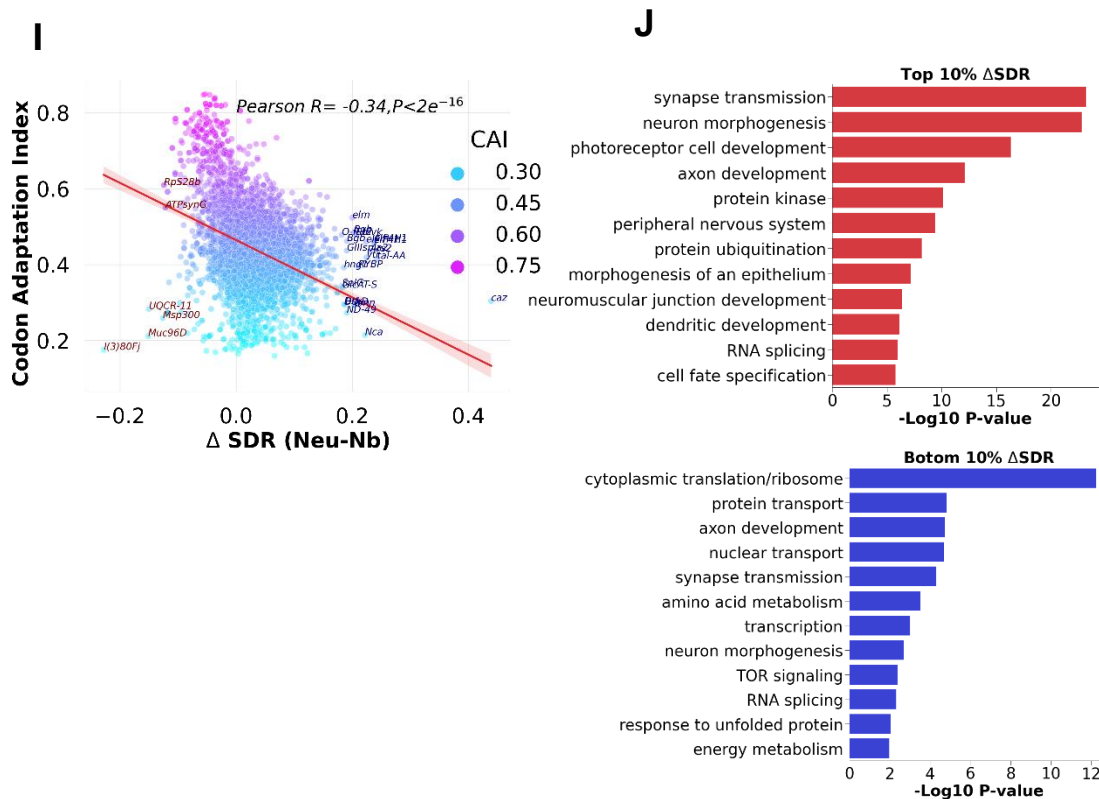 I
Codon Adaptation Index
0.8
0.6
0.4
0.2
Pearson R= -0.34,P<2e⁻¹⁶
CAI
0.30
0.45
0.60
0.75
RpS28b
ATPsynG
UQCR-11
Msp300
Muc96D
l(3)80Fj
elm
hng
ND-49
Nca
caz
−0.2
0.0
0.2
0.4
Δ SDR (Neu-Nb)
J
Top 10% ΔSDR
synapse transmission
neuron morphogenesis
photoreceptor cell development
axon development
protein kinase
peripheral nervous system
protein ubiquitination
morphogenesis of an epithelium
neuromuscular junction development
dendritic development
RNA splicing
cell fate specification
0 5 10 15 20
-Log10 P-value
Botom 10% ΔSDR
cytoplasmic translation/ribosome
protein transport
axon development
nuclear transport
synapse transmission
amino acid metabolism
transcription
neuron morphogenesis
TOR signaling
RNA splicing
response to unfolded protein
energy metabolism
0 2 4 6 8 10 12
-Log10 P-value